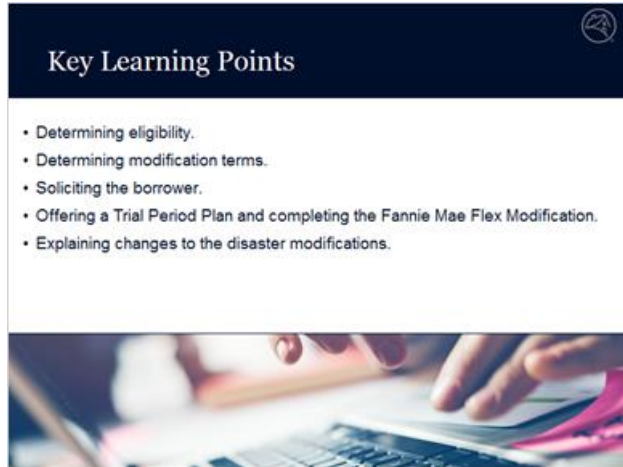 Key Learning Points
• Determining eligibility.
• Determining modification terms.
• Soliciting the borrower.
• Offering a Trial Period Plan and completing the Fannie Mae Flex Modification.
• Explaining changes to the disaster modifications.